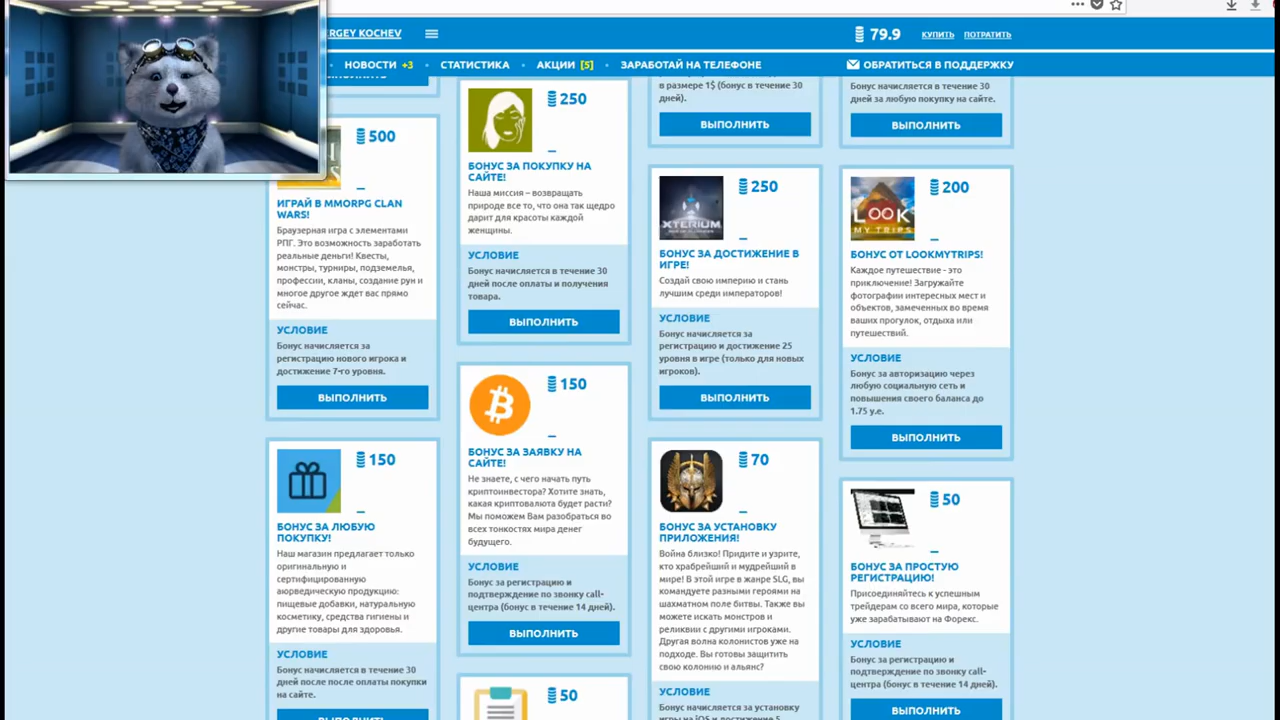 RGEY KOCHEV
79.9
КУПИТЬ
ПОТРАТИТЬ
НОВОСТИ +3
СТАТИСТИКА
АКЦИИ [5]
ЗАРАБОТАЙ НА ТЕЛЕФОНЕ
ОБРАТИТЬСЯ В ПОДДЕРЖКУ
500
ИГРАЙ В MMORPG CLAN
WARS!
Браузерная игра с элементами
РПГ. Это возможность заработать
реальные деньги! Квесты,
монстры, турниры, подземелья,
профессии, кланы, создание рун и
многое другое ждет вас прямо
сейчас.
УСЛОВИЕ
Бонус начисляется за
регистрацию нового игрока и
достижение 7-го уровня.
ВЫПОЛНИТЬ
150
БОНУС ЗА ЛЮБУЮ
ПОКУПКУ!
Наш магазин предлагает только
оригинальную и
сертифицированную
аюрведическую продукцию:
пищевые добавки, натуральную
косметику, средства гигиены и
другие товары для здоровья.
УСЛОВИЕ
Бонус начисляется в течение 30
дней после после оплаты покупки
на сайте.
ВЫПОЛНИТЬ
250
БОНУС ЗА ПОКУПКУ НА
САЙТЕ!
Наша миссия – возвращать
природе все то, что она так щедро
дарит для красоты каждой
женщины.
УСЛОВИЕ
Бонус начисляется в течение 30
дней после оплаты и получения
товара.
ВЫПОЛНИТЬ
150
БОНУС ЗА ЗАЯВКУ НА
САЙТЕ!
Не знаете, с чего начать путь
криптоинвестора? Хотите знать,
какая криптовалюта будет расти?
Мы поможем Вам разобраться во
всех тонкостях мира денег
будущего.
УСЛОВИЕ
Бонус за регистрацию и
подтверждение по звонку call-
центра (бонус в течение 14 дней).
ВЫПОЛНИТЬ
50
в размере 1$ (бонус в течение 30
дней).
ВЫПОЛНИТЬ
XTERIUM
250
БОНУС ЗА ДОСТИЖЕНИЕ В
ИГРЕ!
Создай свою империю и стань
лучшим среди императоров!
УСЛОВИЕ
Бонус начисляется за
регистрацию и достижение 25
уровня в игре (только для новых
игроков).
ВЫПОЛНИТЬ
70
БОНУС ЗА УСТАНОВКУ
ПРИЛОЖЕНИЯ!
Война близко! Придите и узрите,
кто храбрейший и мудрейший в
мире! В этой игре в жанре SLG, вы
командуете разными героями на
шахматном поле битвы. Также вы
можете искать монстров и
реликвии с другими игроками.
Другая волна колонистов уже на
подходе. Вы готовы защитить
свою колонию и альянс?
УСЛОВИЕ
Бонус начисляется за установку
игры на iOS и достижение 5
Бонус начисляется в течение 30
дней за любую покупку на сайте.
ВЫПОЛНИТЬ
LOOK
MY TRIPS
200
БОНУС ОТ LOOKMYTRIPS!
Каждое путешествие - это
приключение! Загружайте
фотографии интересных мест и
объектов, замеченных во время
ваших прогулок, отдыха или
путешествий.
УСЛОВИЕ
Бонус за авторизацию через
любую социальную сеть и
повышения своего баланса до
1.75 у.е.
ВЫПОЛНИТЬ
50
БОНУС ЗА ПРОСТУЮ
РЕГИСТРАЦИЮ!
Присоединяйтесь к успешным
трейдерам со всего мира, которые
уже зарабатывают на Форекс.
УСЛОВИЕ
Бонус за регистрацию и
подтверждение по звонку call-
центра (бонус в течение 14 дней).
ВЫПОЛНИТЬ